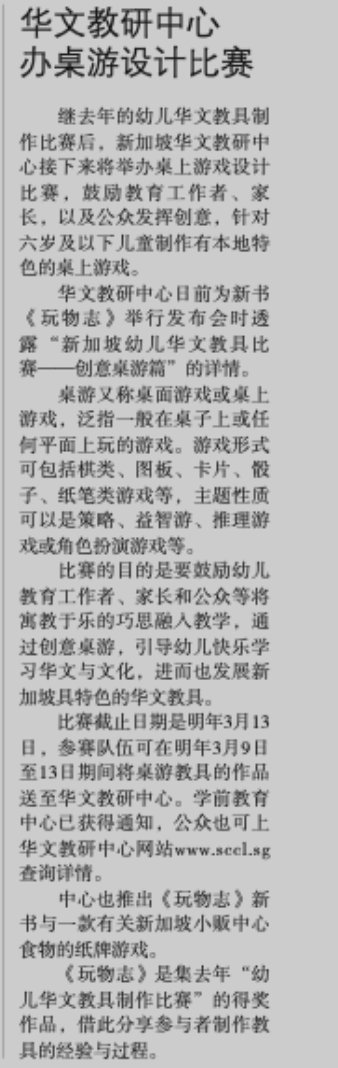 华文教研中心
办桌游设计比赛
继去年的幼儿华文教具制
作比赛后，新加坡华文教研中
心接下来将举办桌上游戏设计
比赛，鼓励教育工作者、家
长，以及公众发挥创意，针对
六岁及以下儿童制作有本地特
色的桌上游戏。
华文教研中心日前为新书
《玩物志》举行发布会时透
露“新加坡幼儿华文教具比
赛——创意桌游篇”的详情。
桌游又称桌面游戏或桌上
游戏，泛指一般在桌子上或任
何平面上玩的游戏。游戏形式
可包括棋类、图板、卡片、骰
子、纸笔类游戏等，主题性质
可以是策略、益智游、推理游
戏或角色扮演游戏等。
比赛的目的是要鼓励幼儿
教育工作者、家长和公众等将
寓教于乐的巧思融入教学，通
过创意桌游，引导幼儿快乐学
习华文与文化，进而也发展新
加坡具特色的华文教具。
比赛截止日期是明年3月13
日，参赛队伍可在明年3月9日
至13日期间将桌游教具的作品
送至华文教研中心。学前教育
中心已获得通知，公众也可上
华文教研中心网站www.sccl.sg
查询详情。
中心也推出《玩物志》新
书与一款有关新加坡小贩中心
食物的纸牌游戏。
《玩物志》是集去年“幼
儿华文教具制作比赛”的得奖
作品，借此分享参与者制作教
具的经验与过程。